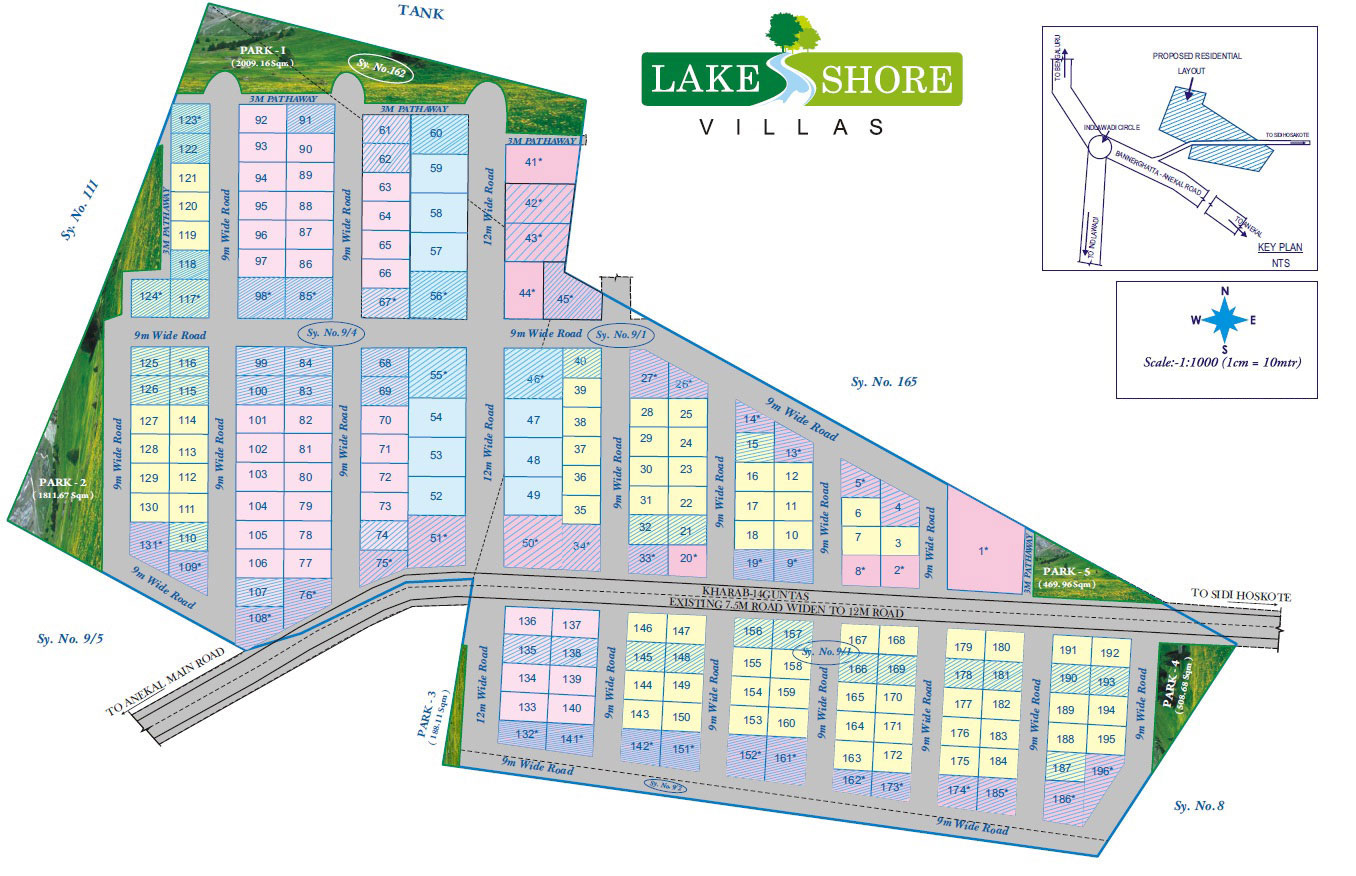 TANK
PARK - 1
(2009.16Sqm)
Sy. No.162
LAKE SHORE
VILLAS
TO BENGALURU
PROPOSED RESIDENTIAL
LAYOUT
INDLAWADI CIRCLE
TO SIDIHOSAKOTE
BANNERGHATTA - ANEKAL ROAD
TO INDLAWADI
TO ANEKAL
KEY PLAN
NTS
N
W E
S
Scale:-1:1000 (1cm = 10mtr)
Sy. No. 111
3M PATHAWAY
3M PATHAWAY
3M PATHAWAY
3M PATHAWAY
9m Wide Road
9m Wide Road
12m Wide Road
123* 92 91 61 60
122 93 90 62 59 41*
121 94 89 63 42*
120 95 88 64 58
119 96 87 65 57 43*
118 97 86 66
124* 117* 98* 85* 67* 56* 44* 45*
9m Wide Road
Sy. No. 9/4
9m Wide Road
Sy. No. 9/1
Sy. No. 165
125 116 99 84 68 55* 46* 40 27* 26*
126 115 100 83 69 39
127 114 101 82 70 54 47 38 28 25 14* 13*
128 113 102 81 71 53 48 37 29 24 15
129 112 103 80 72 36 30 23 16 12 5* 4
130 111 104 79 73 52 49 35 31 22 17 11 6
131* 110 105 78 74 51* 50* 34* 32 21 18 10 7 3 1*
109* 106 77 75* 33* 20* 19* 9* 8* 2*
107 76*
108*
9m Wide Road
9m Wide Road
9m Wide Road
12m Wide Road
9m Wide Road
9m Wide Road
9m Wide Road
9m Wide Road
9m Wide Road
9m Wide Road
3M PATHAWAY
PARK - 2
(1811.67 Sqm)
PARK - 5
(469.96Sqm)
KHARAB-14GUNTAS
EXISTING 7.5M ROAD WIDEN TO 12M ROAD
TO SIDI HOSKOTE
Sy. No. 9/5
TO ANEKAL MAIN ROAD
PARK - 3
(188.11 Sqm)
12m Wide Road
9m Wide Road
9m Wide Road
9m Wide Road
9m Wide Road
9m Wide Road
9m Wide Road
136 137 146 147 156 157 167 168 179 180 191 192
Sy. No. 9/1
135 138 145 148 155 158 166 169 178 181 190 193
134 139 144 149 154 159 165 170 177 182 189 194
133 140 143 150 153 160 164 171 176 183 188 195
132* 141* 142* 151* 152* 161* 163 172 175 184 187 196*
162* 173* 174* 185* 186*
PARK - 4
(508.68 Sqm)
9m Wide Road
9m Wide Road
Sy. No.8